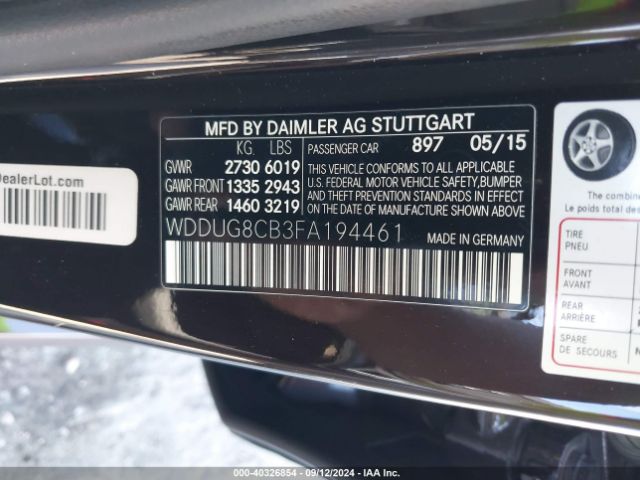 MFD BY DAIMLER AG STUTTGART
KG. LBS
PASSENGER CAR 897 05/15
GVWR 2730 6019
GAWR FRONT 1335 2943
GAWR REAR 1460 3219
THIS VEHICLE CONFORMS TO ALL APPLICABLE
U.S. FEDERAL MOTOR VEHICLE SAFETY, BUMPER
AND THEFT PREVENTION STANDARDS IN EFFECT
ON THE DATE OF MANUFACTURE SHOWN ABOVE
WDDUG8CB3FA194461 MADE IN GERMANY
DealerLot.com
5335
The combine
Le poids total des
TIRE
PNEU
FRONT
AVANT
REAR
ARRIÈRE
SPARE
DE SECOURS
000-40326854 - 09/12/2024 - IAA Inc.